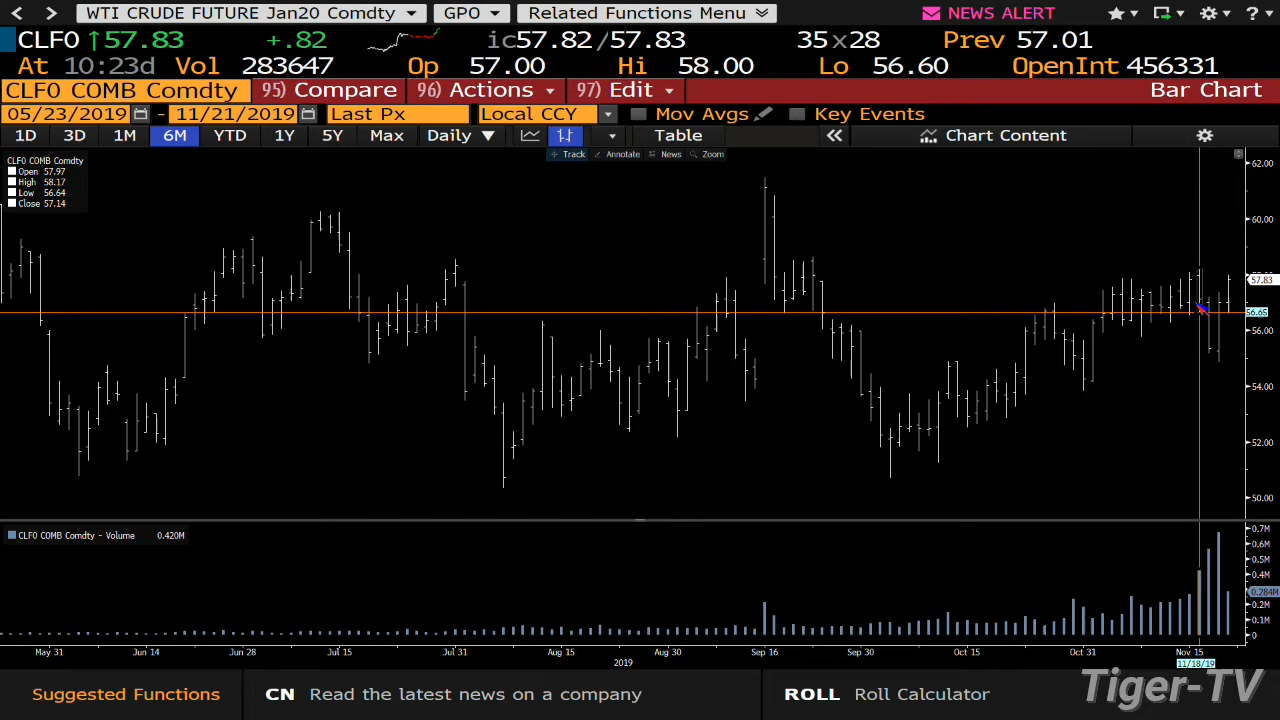 WTI CRUDE FUTURE Jan20 Comdty GPO Related Functions Menu NEWS ALERT ?
CLF0 ↑57.83 +.82 ic57.82/57.83 35x28 Prev 57.01
At 10:23d Vol 283647 Op 57.00 Hi 58.00 Lo 56.60 OpenInt 456331
CLF0 COMB Comdty 95) Compare 96) Actions 97) Edit Bar Chart
05/23/2019 - 11/21/2019 Last Px Local CCY Mov Avgs Key Events
1D 3D 1M 6M YTD 1Y 5Y Max Daily ▼ Table « Chart Content
Track Annotate News Zoom
CLF0 COMB Comdty
Open 57.97
High 58.17
Low 56.64
Close 57.14
62.00
60.00
57.83
56.65
56.00
54.00
52.00
50.00
CLF0 COMB Comdty - Volume 0.420M
0.7M
0.6M
0.5M
0.4M
0.284M
0.2M
0.1M
0
May 31 Jun 14 Jun 28 Jul 15 Jul 31 Aug 15 Aug 30 Sep 16 Sep 30 Oct 15 Oct 31 Nov 15
2019 11/18/19
Suggested Functions CN Read the latest news on a company ROLL Roll Calculator
Tiger-TV